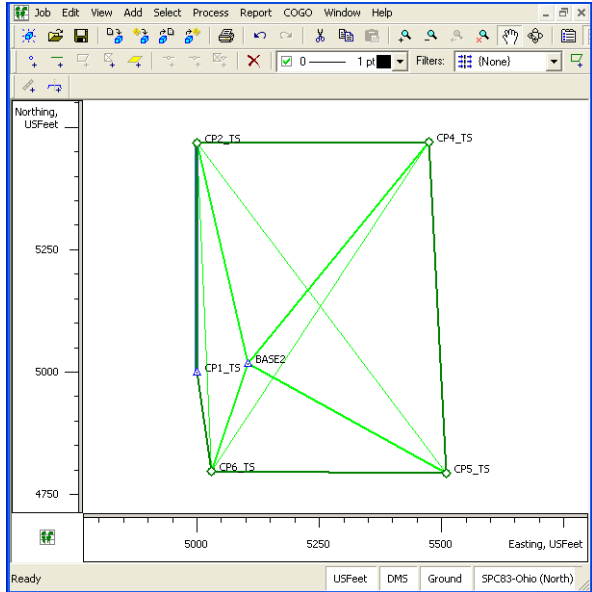 Job Edit View Add Select Process Report COGO Window Help
0 1 pt Filters: {None}
Northing,
USFeet
CP2_TS CP4_TS
5250
BASE2
5000 CP1_TS
CP6_TS CP5_TS
4750
5000 5250 5500 Easting, USFeet
Ready USFeet DMS Ground SPC83-Ohio (North)